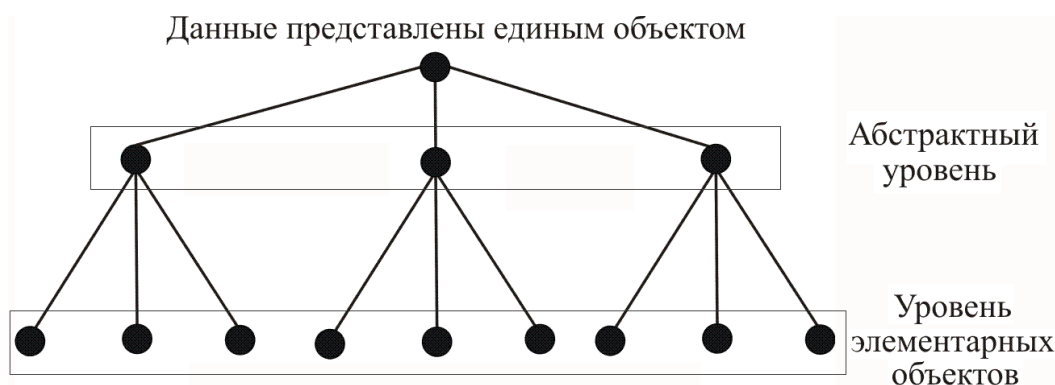 Данные представлены единым объектом
Абстрактный
уровень
Уровень
элементарных
объектов